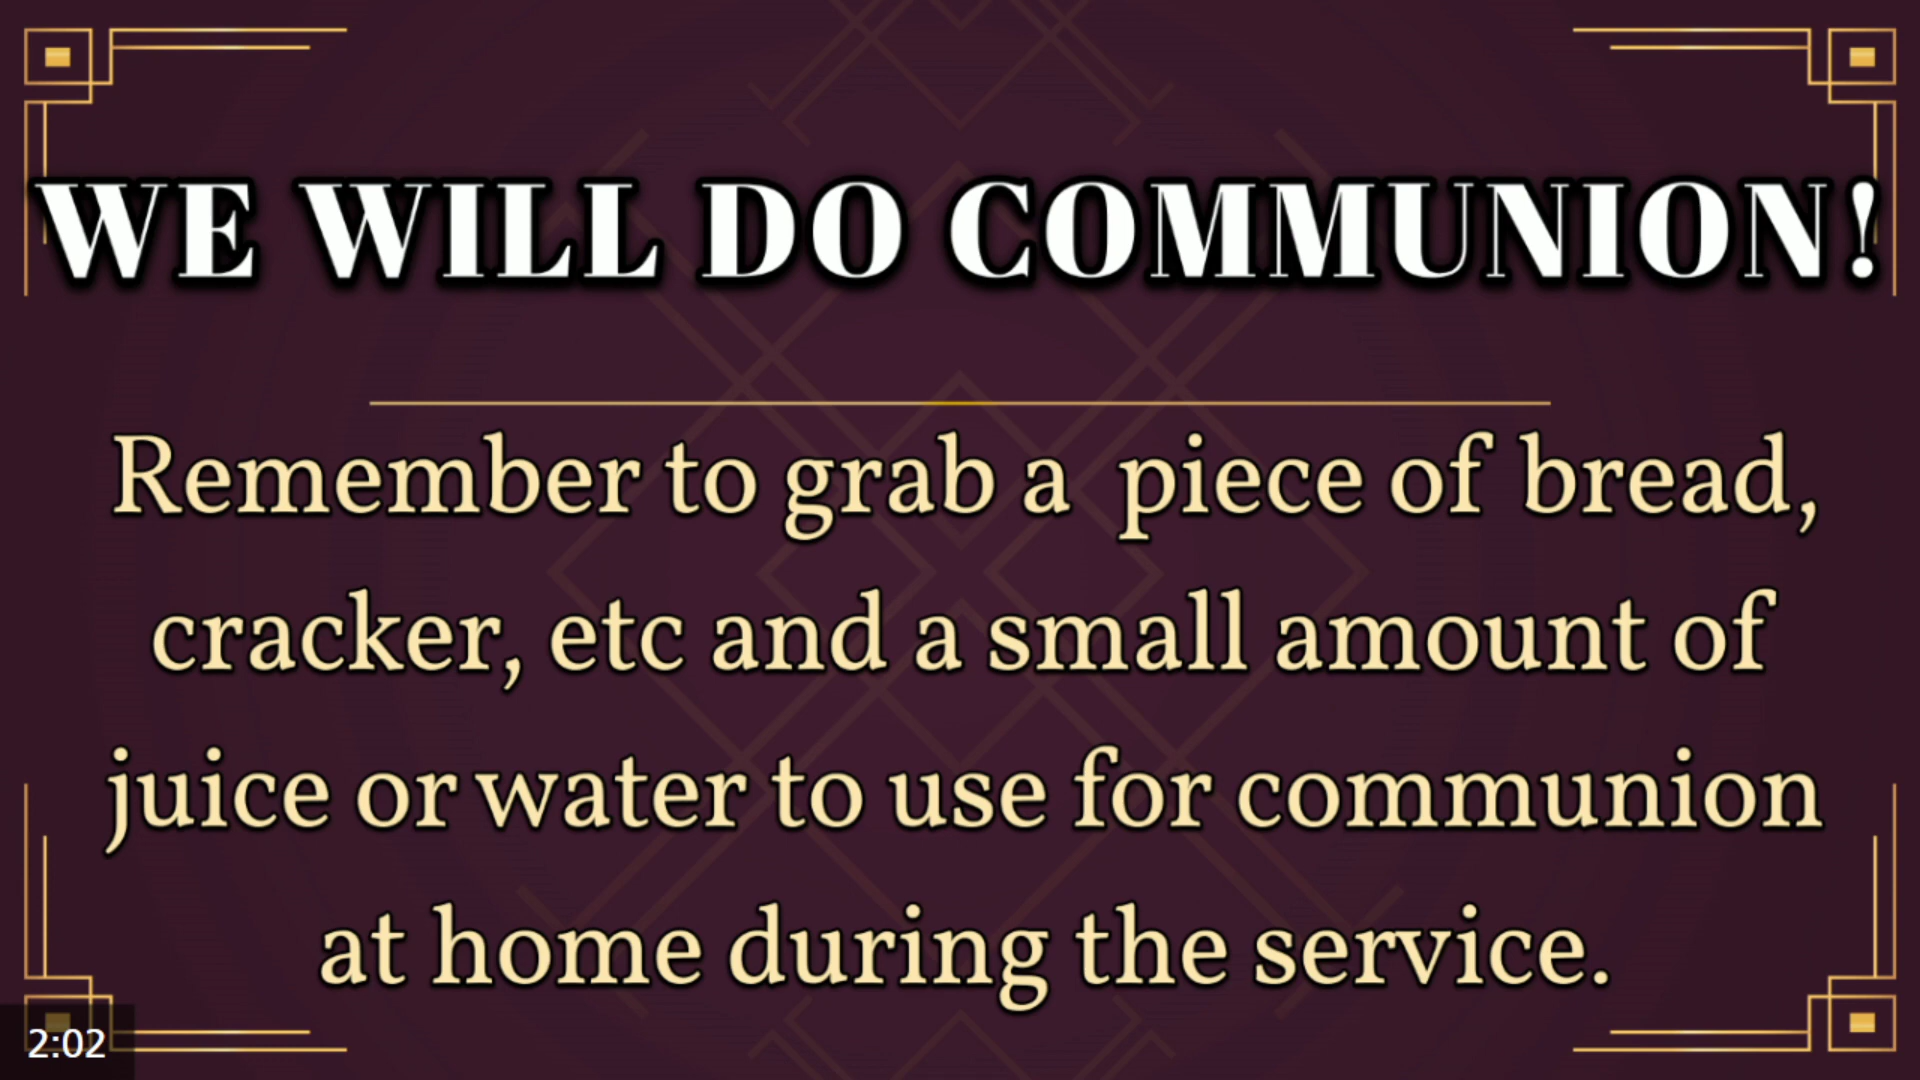 WE WILL DO COMMUNION!
Remember to grab a  piece of bread,
cracker, etc and a small amount of
juice or water to use for communion
at home during the service.
2:02